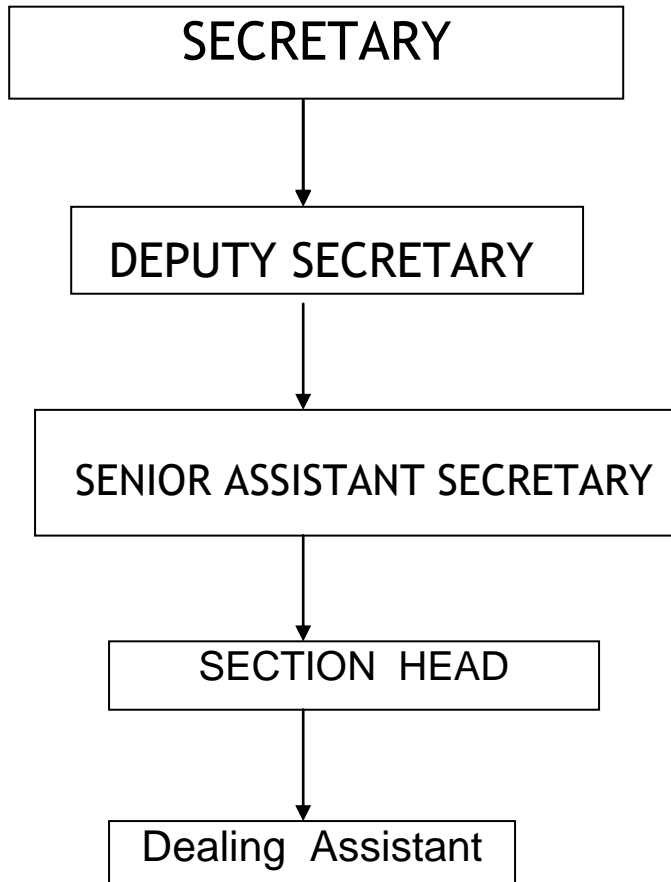 SECRETARY
DEPUTY SECRETARY
SENIOR ASSISTANT SECRETARY
SECTION HEAD
Dealing Assistant